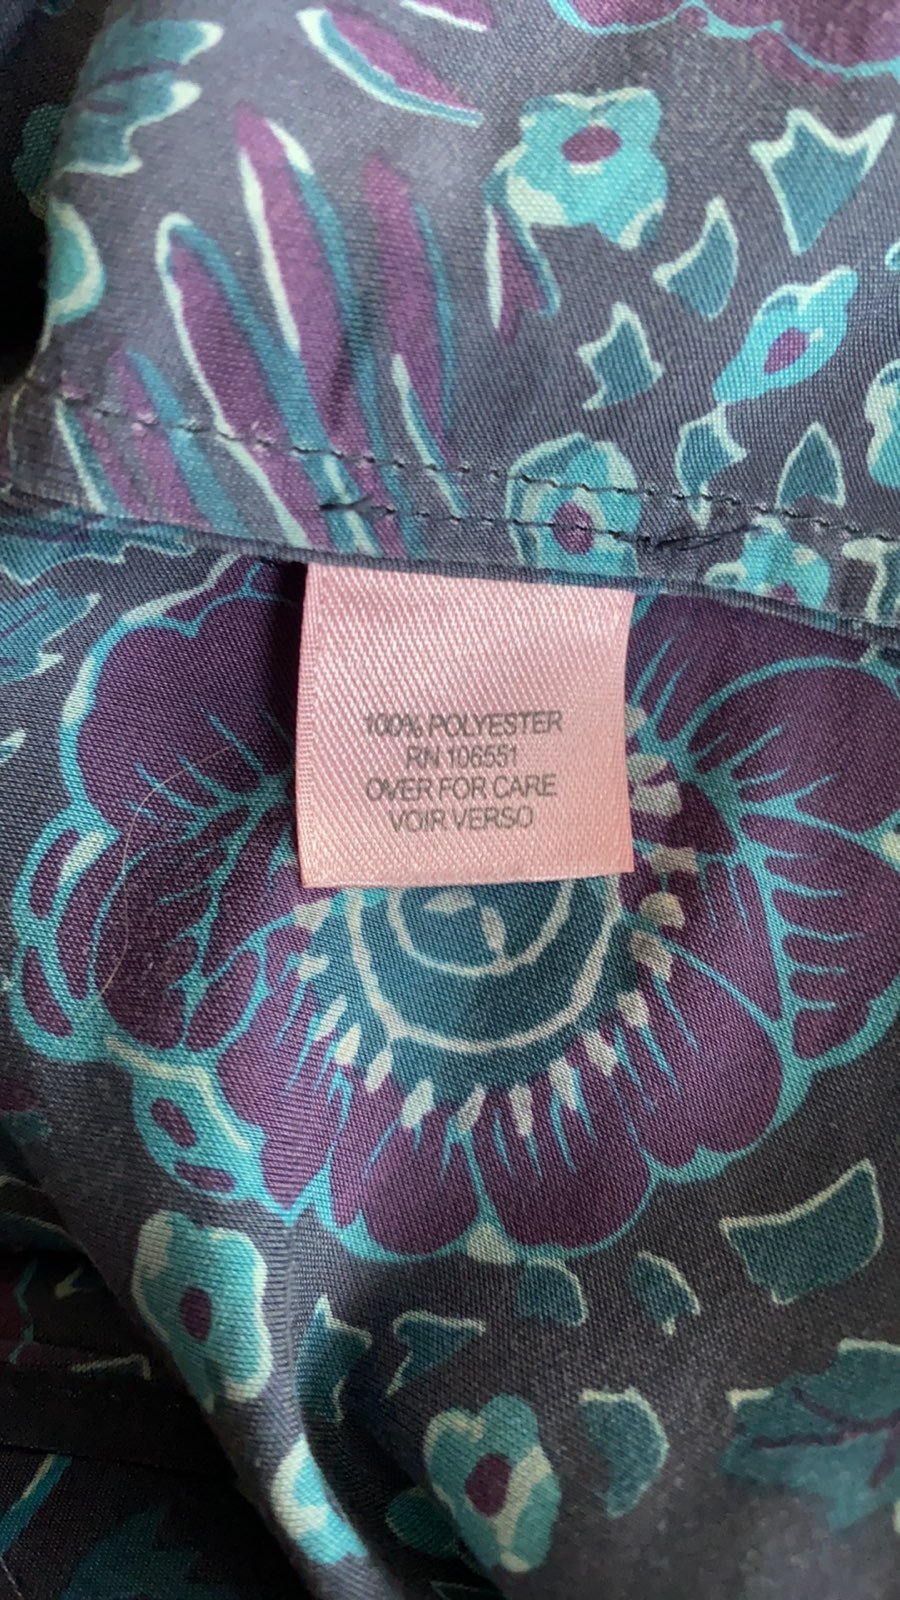 100% POLYESTER
RN 106551
OVER FOR CARE
VOIR VERSO